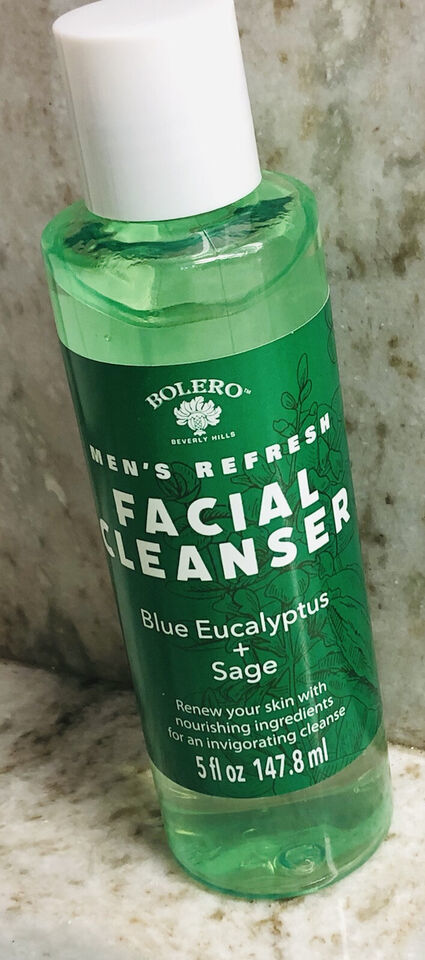 BOLERO™
BEVERLY HILLS
MEN'S REFRESH
FACIAL
CLEANSER
Blue Eucalyptus
+
Sage
Renew your skin with
nourishing ingredients
for an invigorating cleanse
5 fl oz 147.8 ml